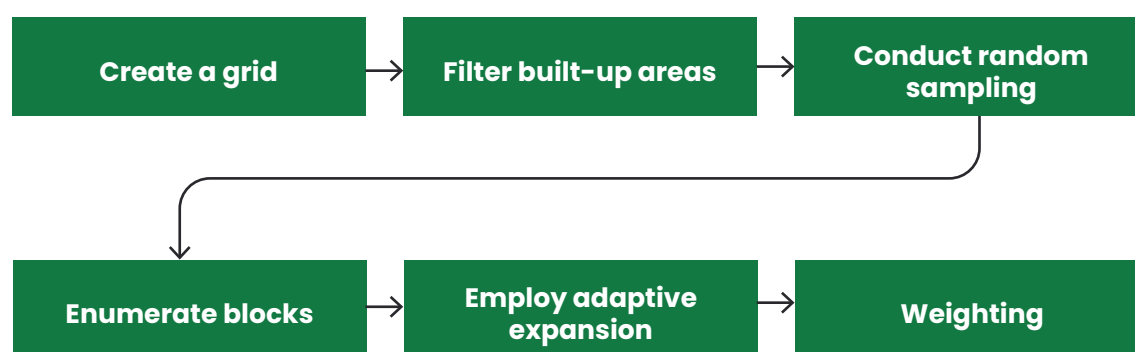 Create a grid
Filter built-up areas
Conduct random
sampling
Enumerate blocks
Employ adaptive
expansion
Weighting